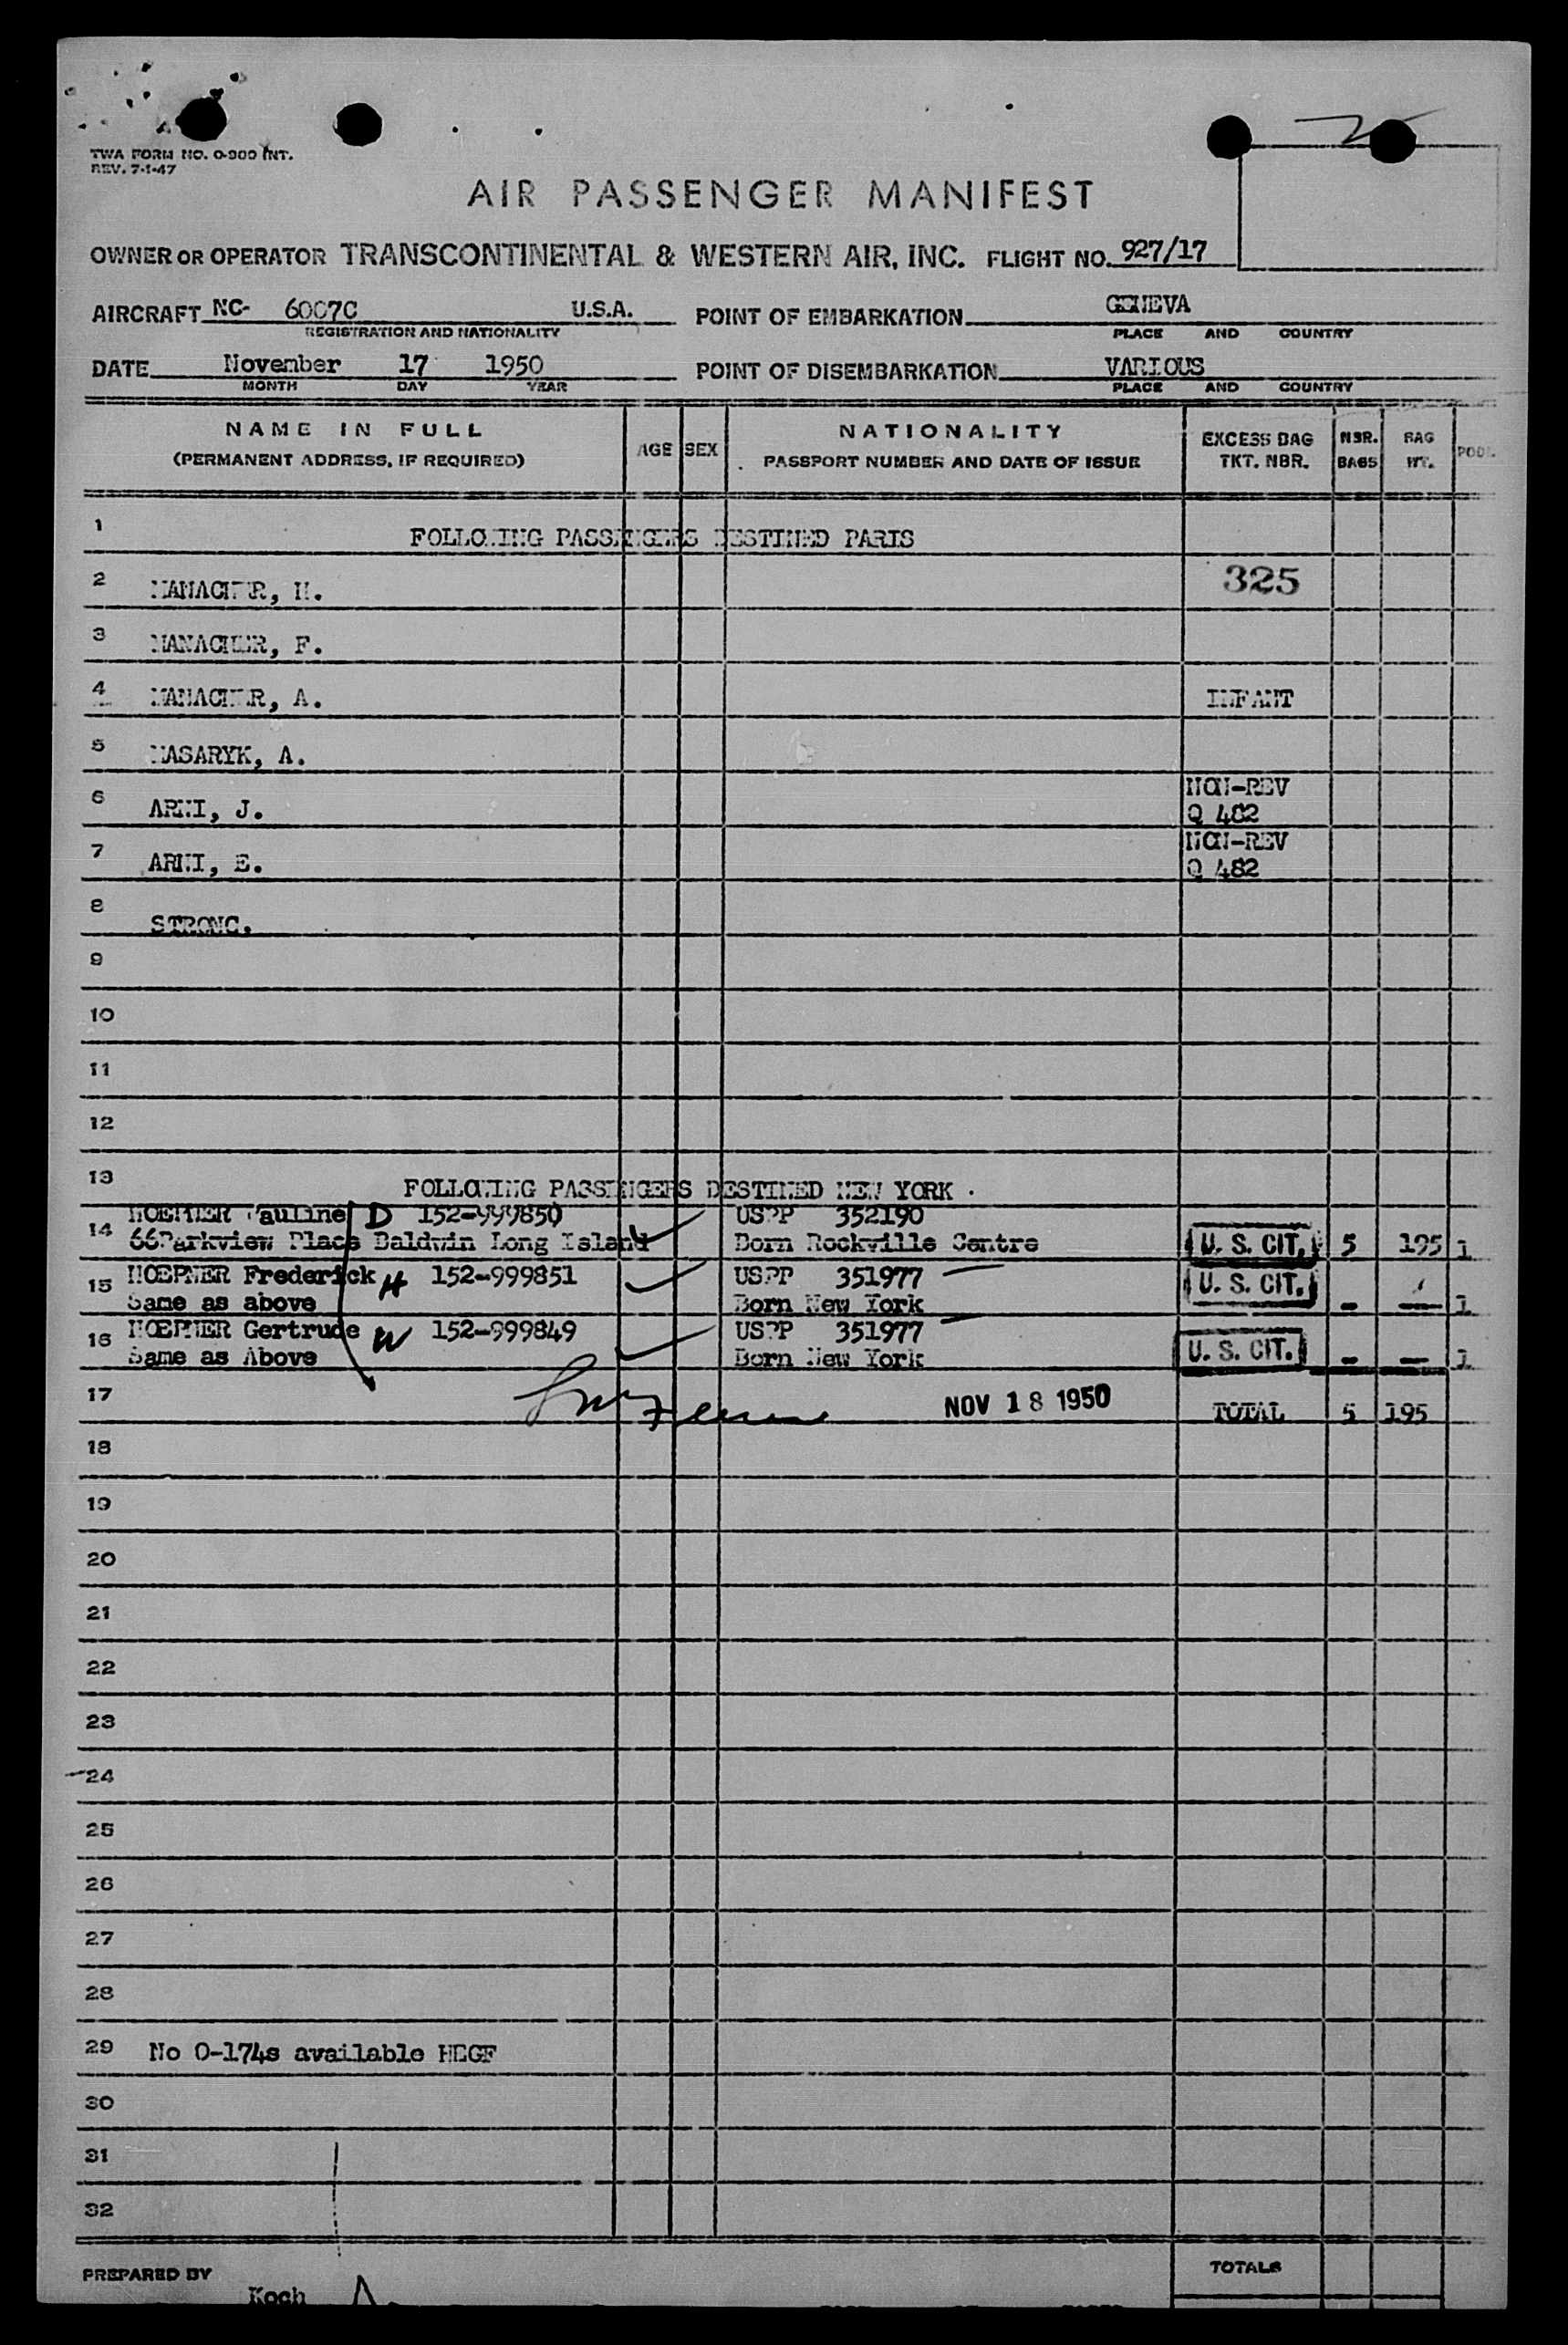 TWA FORM NO. O-900 INT.
REV. 7-1-47
AIR PASSENGER MANIFEST
OWNER OR OPERATOR TRANSCONTINENTAL & WESTERN AIR, INC. FLIGHT NO. 927/17
AIRCRAFT NC- 6007C U.S.A. POINT OF EMBARKATION GENEVA
REGISTRATION AND NATIONALITY PLACE AND COUNTRY
DATE November 17 1950 POINT OF DISEMBARKATION VARIOUS
MONTH DAY YEAR PLACE AND COUNTRY
NAME IN FULL AGE SEX NATIONALITY EXCESS BAG NBR. BAG
(PERMANENT ADDRESS, IF REQUIRED) PASSPORT NUMBER AND DATE OF ISSUE TKT. NBR. BAGS WT.
1 FOLLOWING PASSENGERS DESTINED PARIS
2 MANACHER, H. 325
3 MANACHER, F.
4 MANACHER, A. INFANT
5 MASARYK, A.
6 ARNI, J. NON-REV
Q 482
7 ARNI, E. NON-REV
Q 482
8 STRONG.
9
10
11
12
13 FOLLOWING PASSENGERS DESTINED NEW YORK .
14 HOEPNER Pauline D 152-999850 USPP 352190
66Parkview Place Baldwin Long Island Born Rockville Centre U. S. CIT. 5 195 1
15 HOEPNER Frederick H 152-999851 USPP 351977 U. S. CIT.
Same as above Born New York - - 1
16 HOEPNER Gertrude W 152-999849 USPP 351977 U. S. CIT.
Same as Above Born New York - - 1
17 NOV 18 1950 TOTAL 5 195
18
19
20
21
22
23
24
25
26
27
28
29 No O-174s available HEGF
30
31
32
PREPARED BY Koch TOTALS